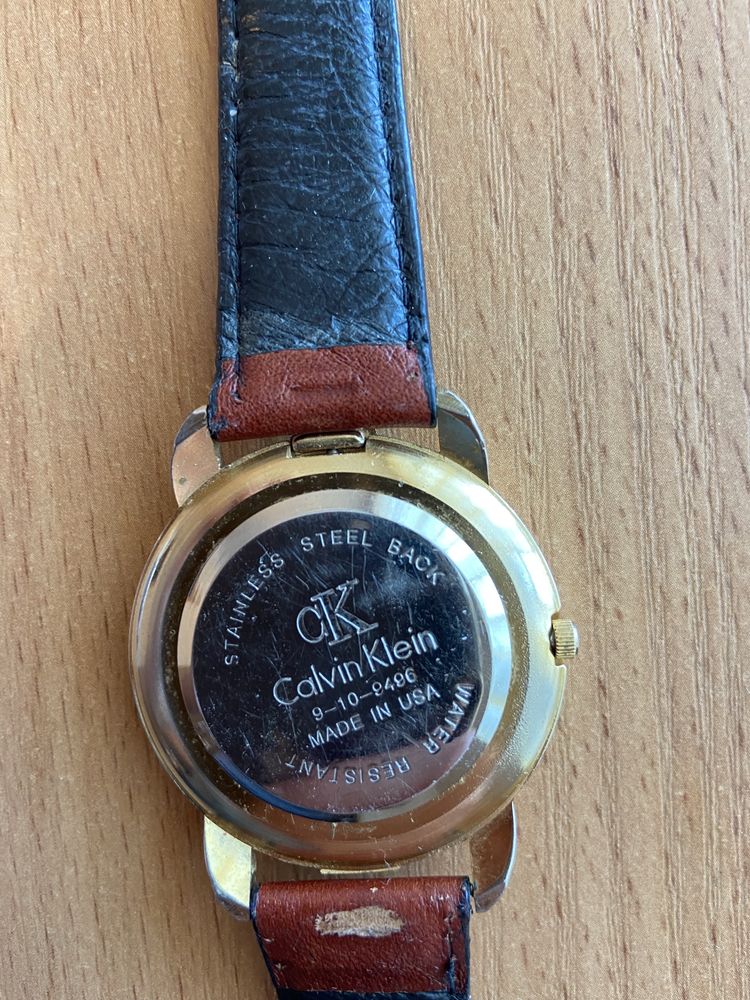 STAINLESS STEEL BACK
cK
Calvin Klein
9-10-9496
MADE IN USA
WATER RESISTANT